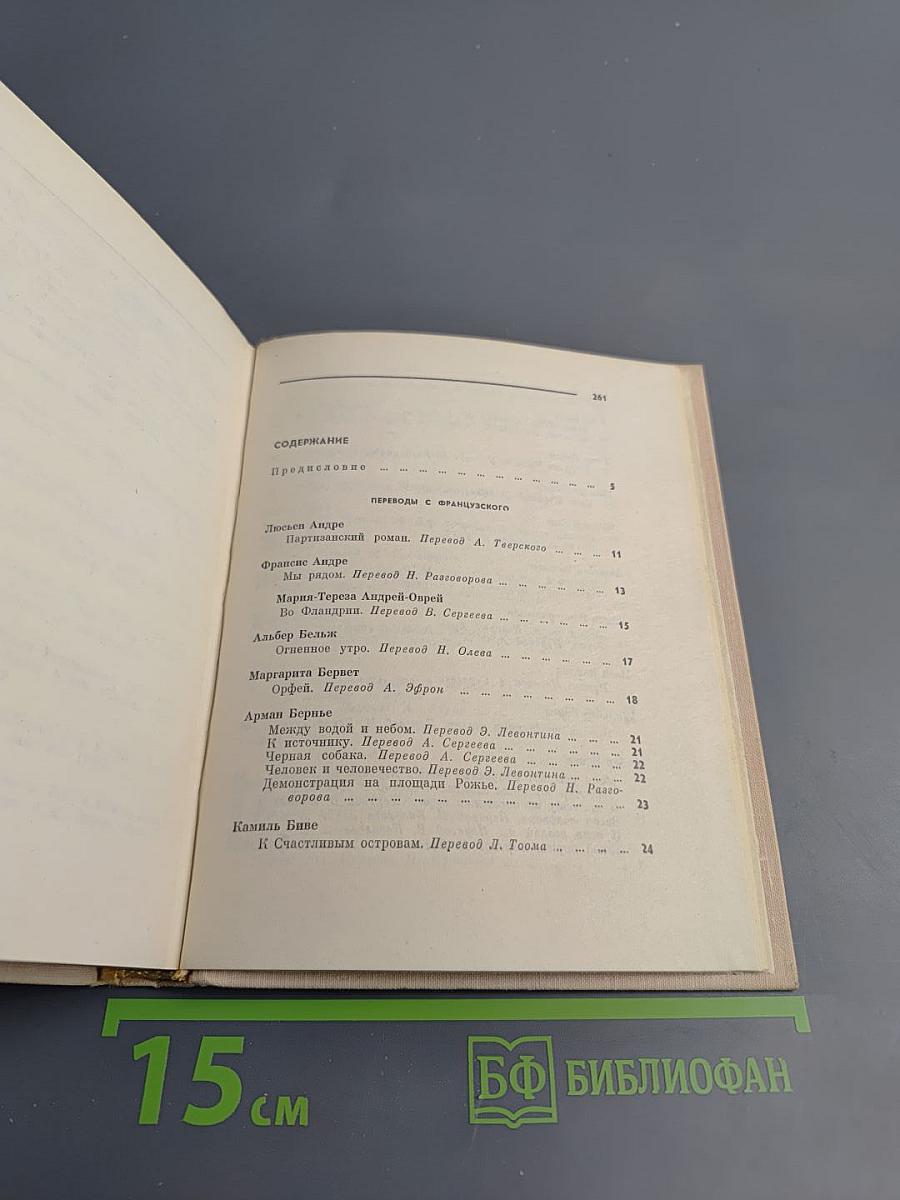 261
СОДЕРЖАНИЕ
Предисловие ... ... ... ... ... ... ... ... ... ... ... ... 5
ПЕРЕВОДЫ С ФРАНЦУЗСКОГО
Люсьен Андре
Партизанский роман. Перевод А. Тверского ... ... ... 11
Франсис Андре
Мы рядом. Перевод Н. Разговорова ... ... ... ... ... ... 13
Мария-Тереза Андрей-Оврей
Во Фландрии. Перевод В. Сергеева ... ... ... ... ... ... 15
Альбер Бельж
Огненное утро. Перевод Н. Олева ... ... ... ... ... ... 17
Маргарита Бервет
Орфей. Перевод А. Эфрон ... ... ... ... ... ... ... ... 18
Арман Бернье
Между водой и небом. Перевод Э. Левонтина ... ... ... 21
К источнику. Перевод А. Сергеева ... ... ... ... ... ... 21
Черная собака. Перевод А. Сергеева ... ... ... ... ... ... 22
Человек и человечество. Перевод Э. Левонтина ... ... ... 22
Демонстрация на площади Рожье. Перевод Н. Разго-
ворова ... ... ... ... ... ... ... ... ... ... ... ... ... 23
Камиль Биве
К Счастливым островам. Перевод Л. Тоома ... ... ... ... 24
15 см
БФ БИБЛИОФАН